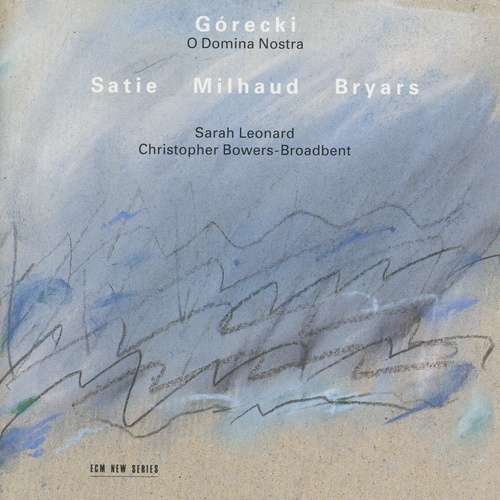 Górecki
O Domina Nostra
Satie Milhaud Bryars
Sarah Leonard
Christopher Bowers-Broadbent
ECM NEW SERIES